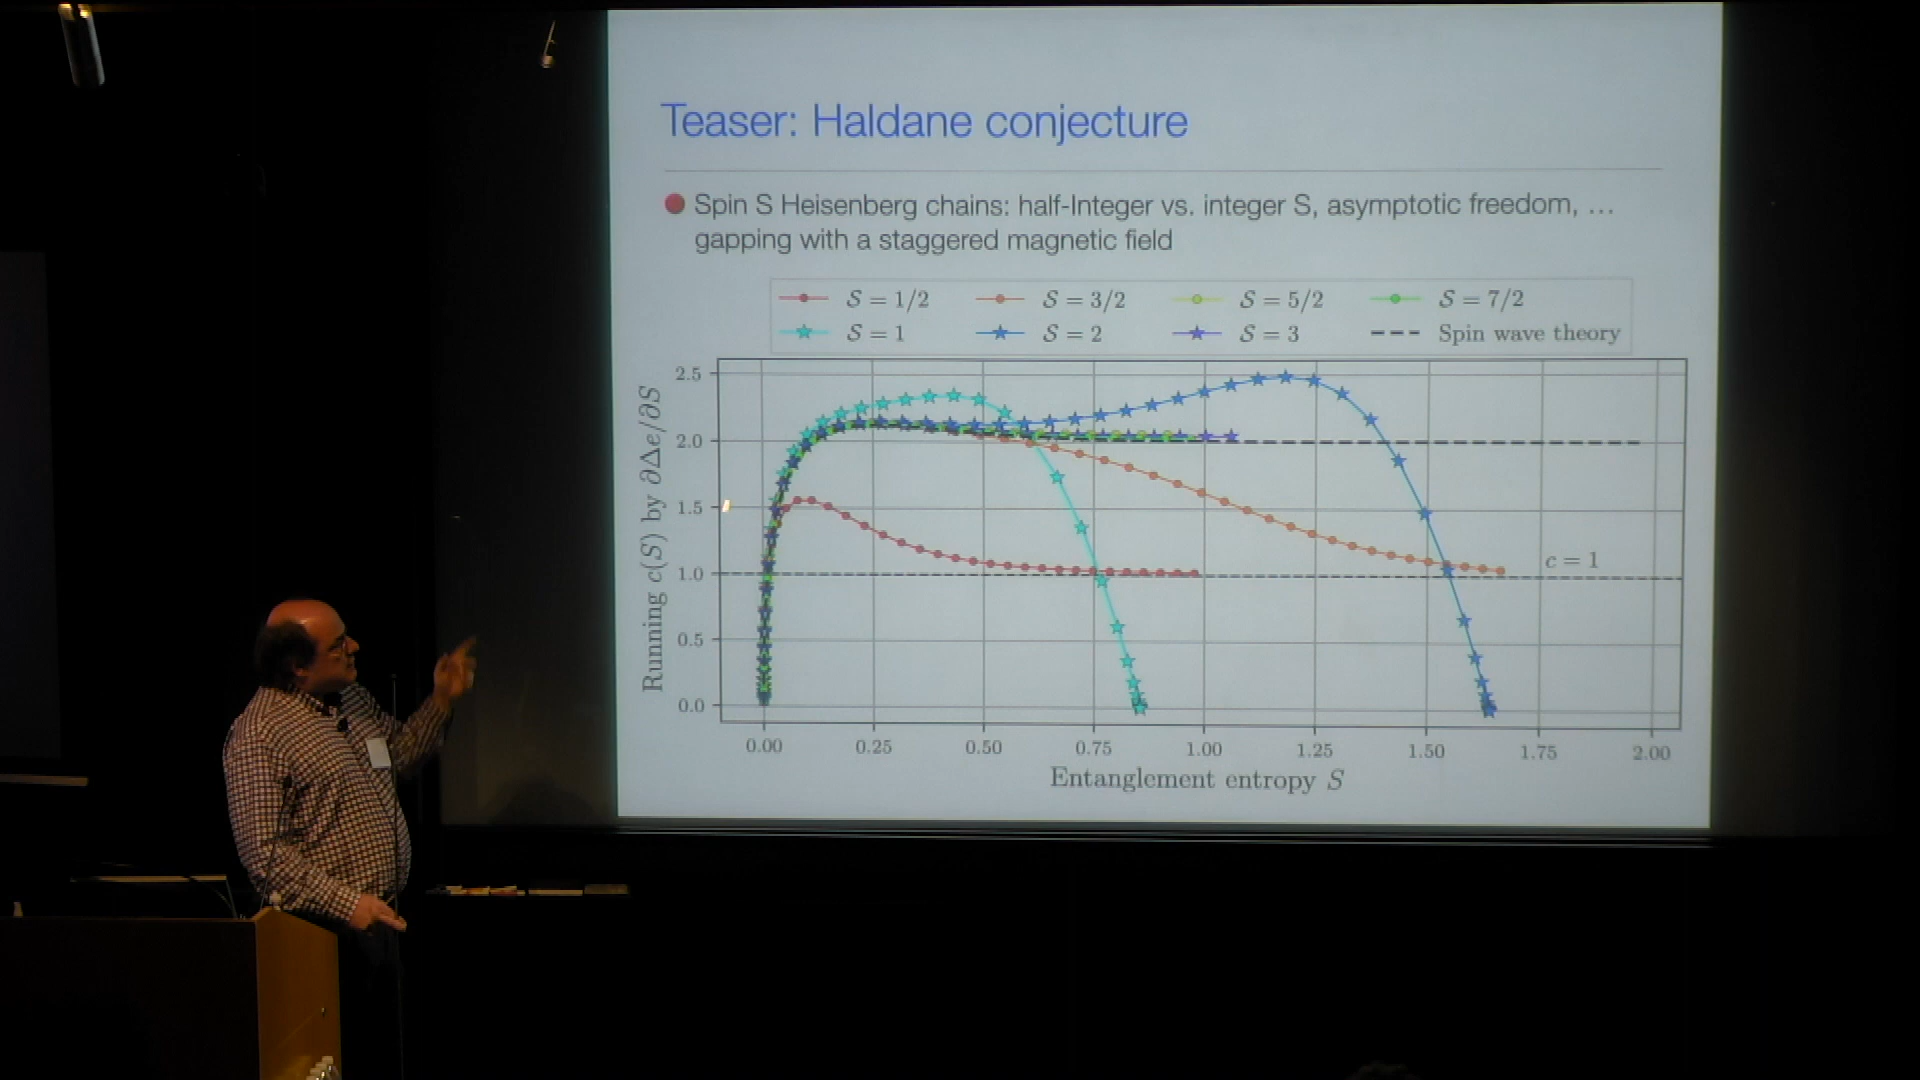 Teaser: Haldane conjecture
Spin S Heisenberg chains: half-Integer vs. integer S, asymptotic freedom, …
gapping with a staggered magnetic field
𝒮 = 1/2 𝒮 = 3/2 𝒮 = 5/2 𝒮 = 7/2
𝒮 = 1 𝒮 = 2 𝒮 = 3 Spin wave theory
Running c(S) by ∂Δe/∂S
2.5
2.0
1.5
1.0
0.5
0.0
c = 1
0.00 0.25 0.50 0.75 1.00 1.25 1.50 1.75 2.00
Entanglement entropy S